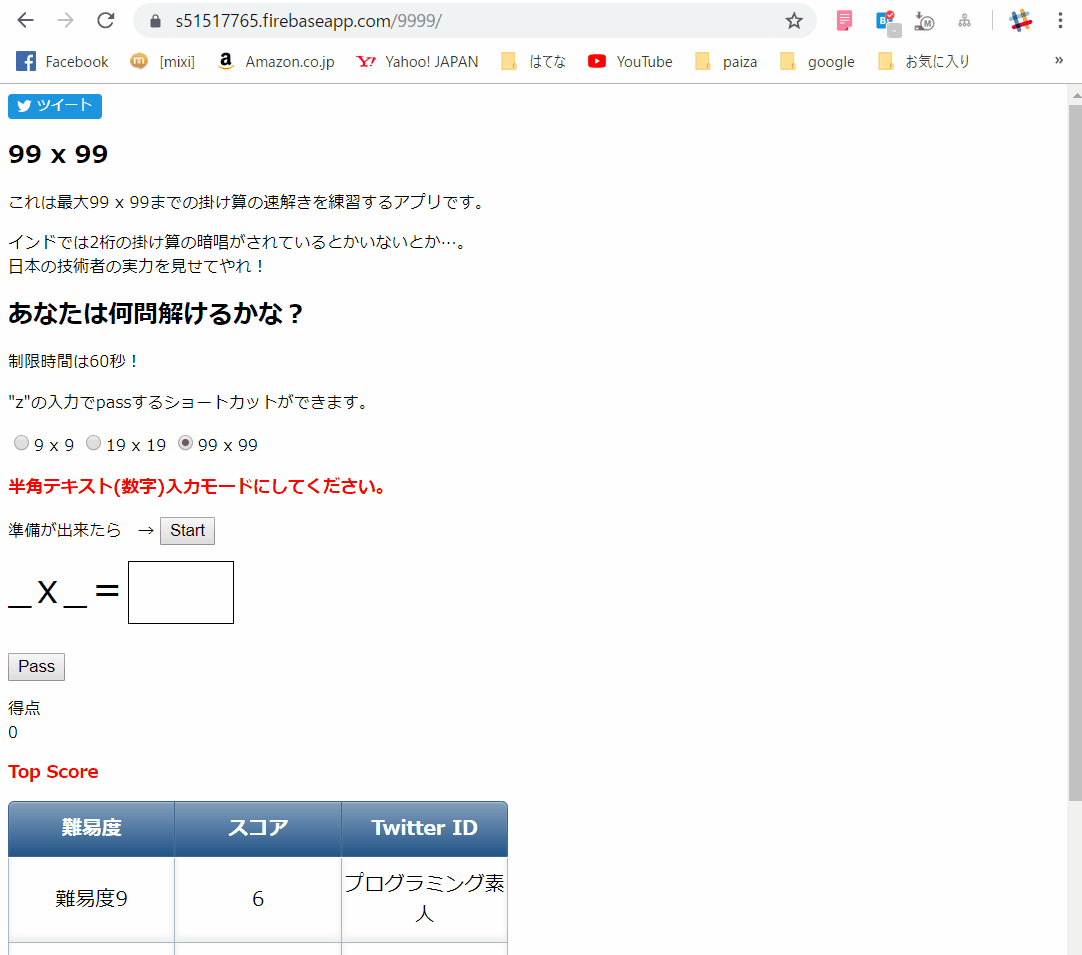 s51517765.firebaseapp.com/9999/
Facebook [mixi] Amazon.co.jp Yahoo! JAPAN はてな YouTube paiza google お気に入り »
ツイート
99 x 99
これは最大99 x 99までの掛け算の速解きを練習するアプリです。
インドでは2桁の掛け算の暗唱がされているとかいないとか…。
日本の技術者の実力を見せてやれ！
あなたは何問解けるかな？
制限時間は60秒！
"z"の入力でpassするショートカットができます。
9 x 9 19 x 19 99 x 99
半角テキスト(数字)入力モードにしてください。
準備が出来たら　→ Start
＿x＿＝
Pass
得点
0
Top Score
難易度 スコア Twitter ID
難易度9 6 プログラミング素
人